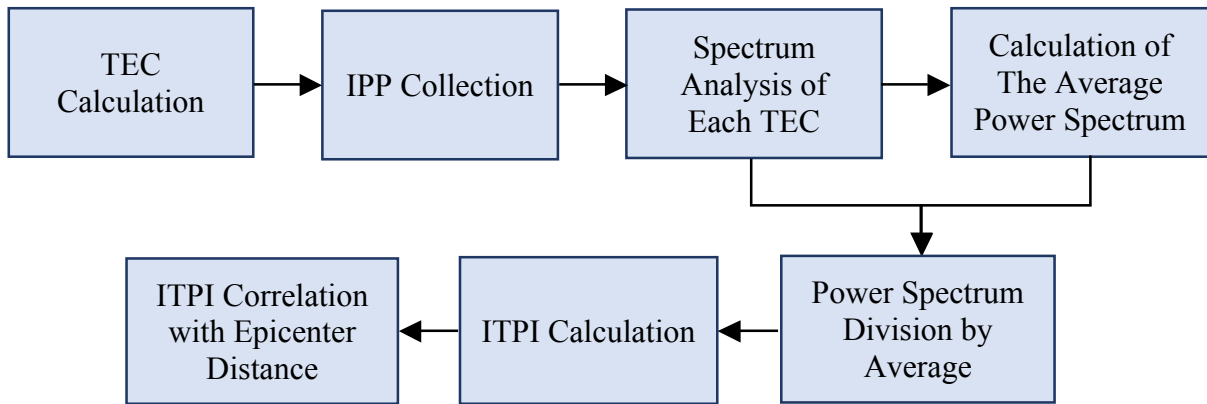 TEC
Calculation
IPP Collection
Spectrum
Analysis of
Each TEC
Calculation of
The Average
Power Spectrum
ITPI Correlation
with Epicenter
Distance
ITPI Calculation
Power Spectrum
Division by
Average